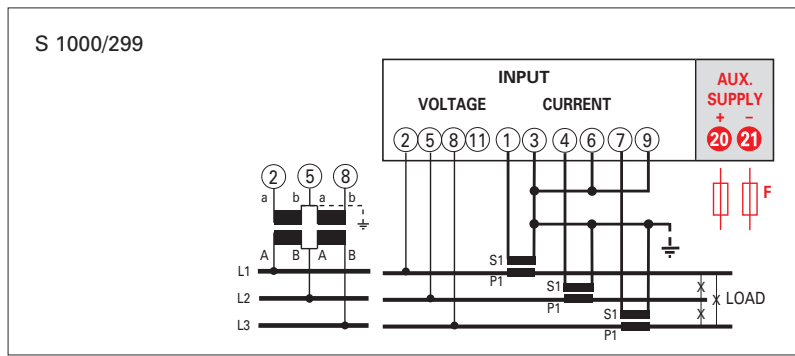 S 1000/299
INPUT
AUX.
SUPPLY
VOLTAGE CURRENT
+ −
2 5 8 11 1 3 4 6 7 9 20 21
2 5 8
a b a b
F
A B A B
S1
L1
P1
S1
L2
LOAD
P1
S1
L3
P1